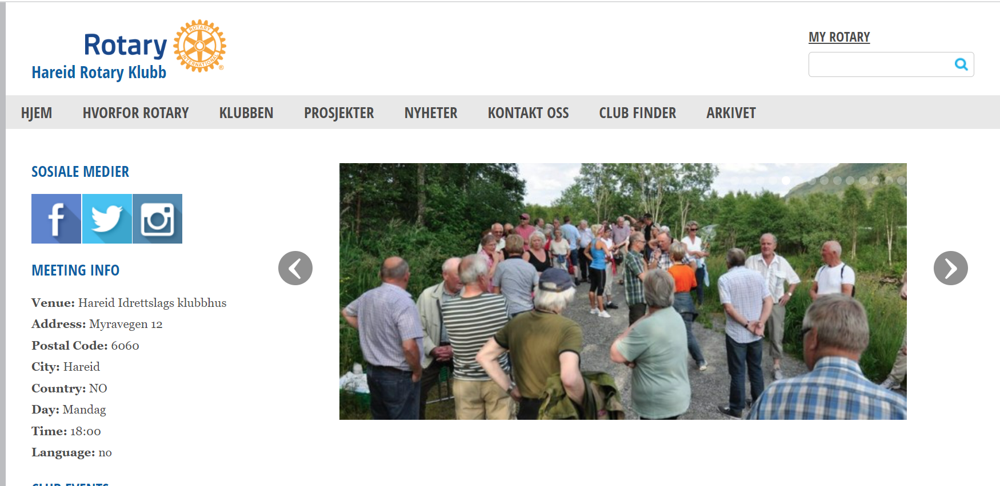 Rotary
ROTARY
INTERNATIONAL
®
Hareid Rotary Klubb
MY ROTARY
HJEM HVORFOR ROTARY KLUBBEN PROSJEKTER NYHETER KONTAKT OSS CLUB FINDER ARKIVET
SOSIALE MEDIER
MEETING INFO
Venue: Hareid Idrettslags klubbhus
Address: Myravegen 12
Postal Code: 6060
City: Hareid
Country: NO
Day: Mandag
Time: 18:00
Language: no
CLUB EVENTS